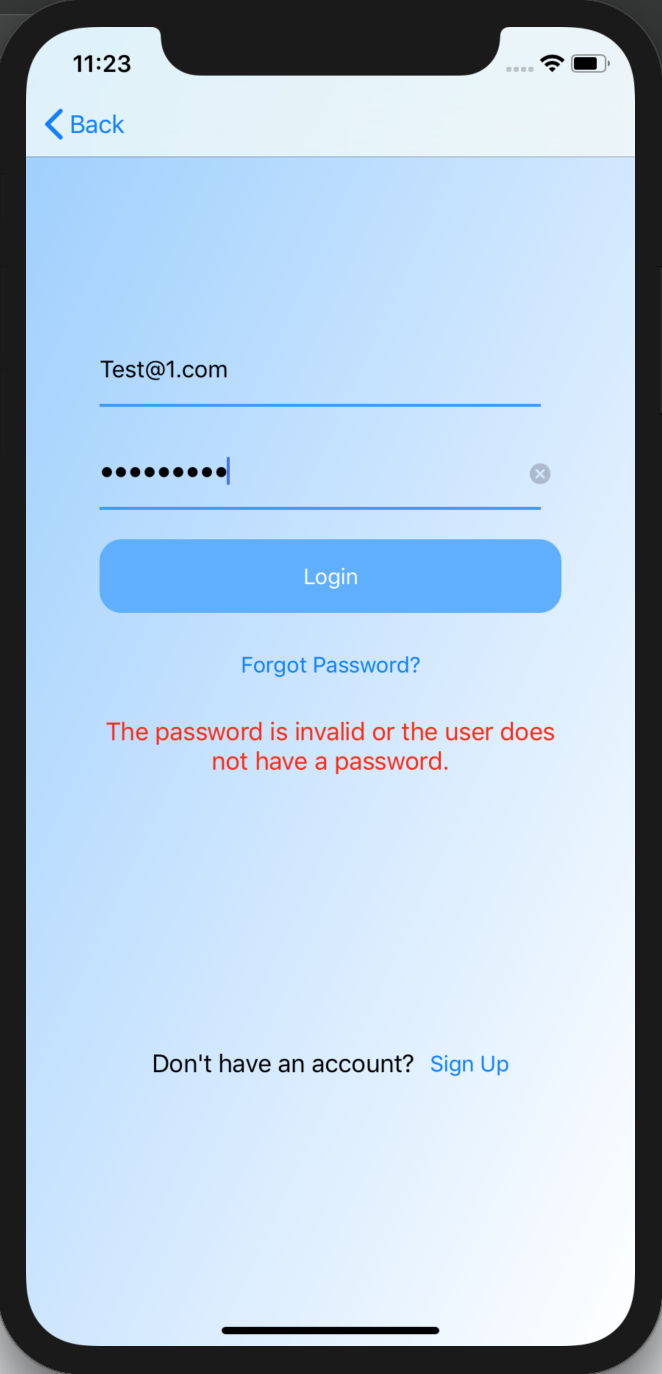 11:23
Back
Test@1.com
•••••••••
Login
Forgot Password?
The password is invalid or the user does
not have a password.
Don't have an account? Sign Up